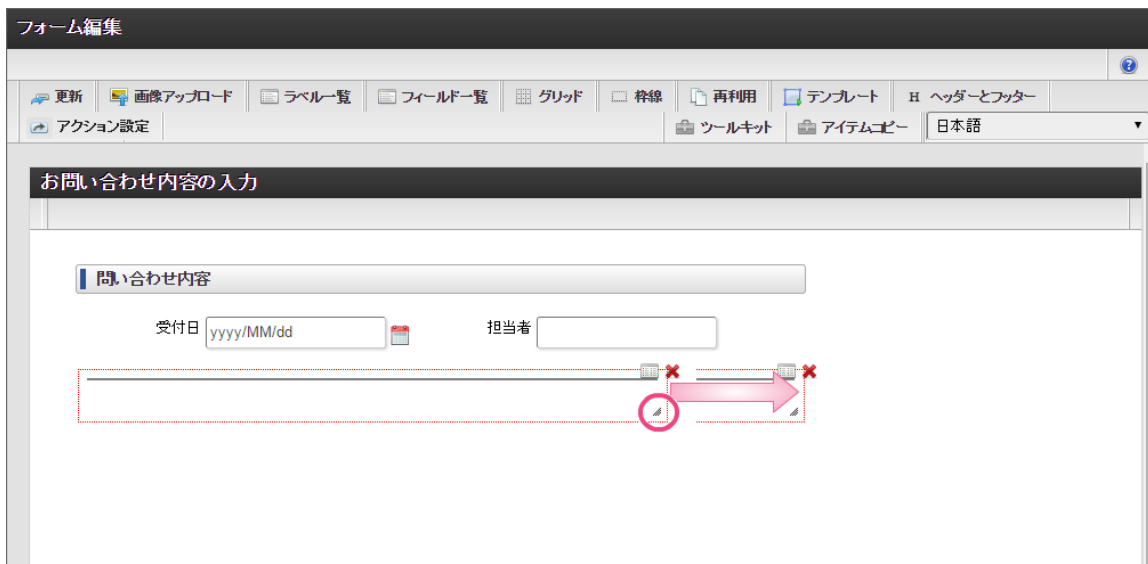 フォーム編集
更新 画像アップロード ラベル一覧 フィールド一覧 グリッド 枠線 再利用 テンプレート H ヘッダーとフッター
アクション設定 ツールキット アイテムコピー 日本語
お問い合わせ内容の入力
問い合わせ内容
受付日 yyyy/MM/dd 担当者